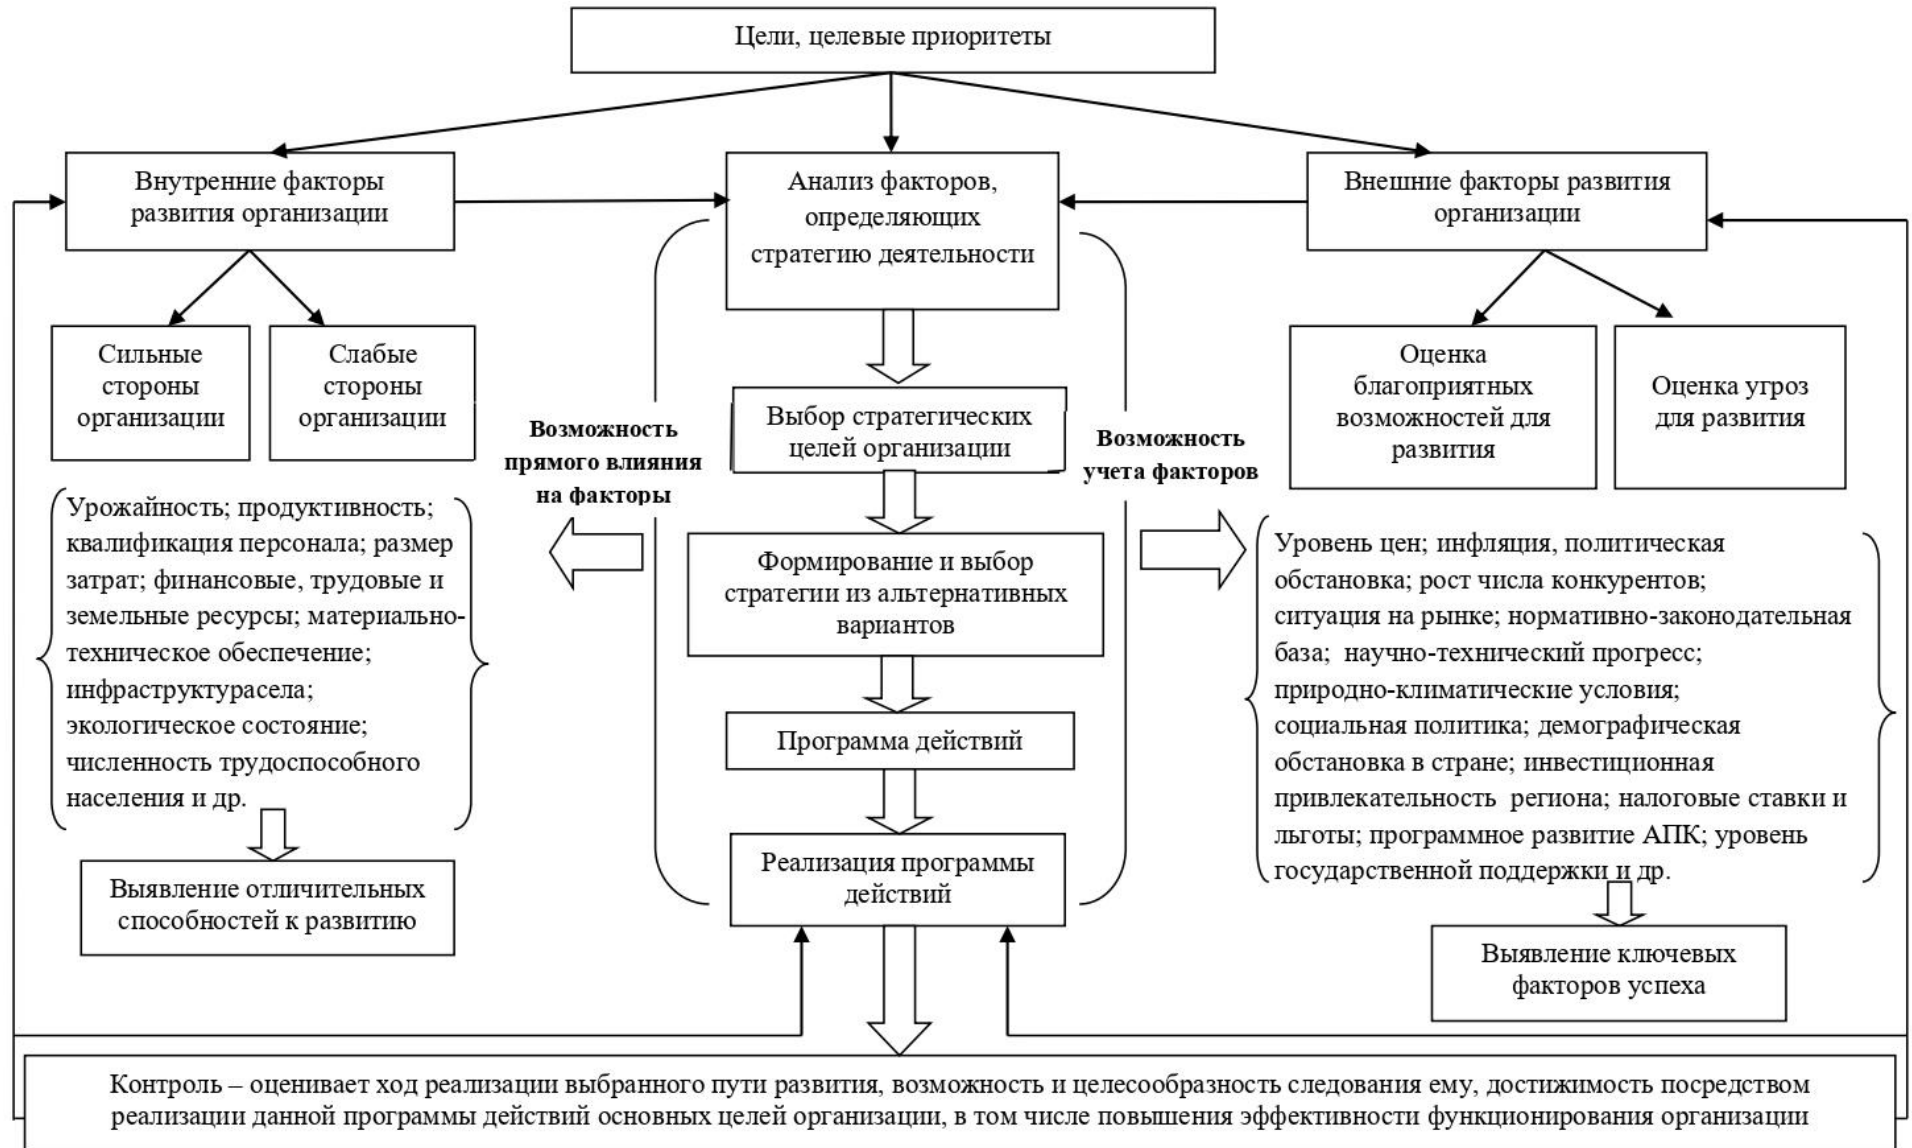 Цели, целевые приоритеты
Внутренние факторы
развития организации
Анализ факторов,
определяющих
стратегию деятельности
Внешние факторы развития
организации
Сильные
стороны
организации
Слабые
стороны
организации
Оценка
благоприятных
возможностей для
развития
Оценка угроз
для развития
Возможность
прямого влияния
на факторы
Выбор стратегических
целей организации
Возможность
учета факторов
Урожайность; продуктивность;
квалификация персонала; размер
затрат; финансовые, трудовые и
земельные ресурсы; материально-
техническое обеспечение;
инфраструктурасела;
экологическое состояние;
численность трудоспособного
населения и др.
Формирование и выбор
стратегии из альтернативных
вариантов
Уровень цен; инфляция, политическая
обстановка; рост числа конкурентов;
ситуация на рынке; нормативно-законодательная
база; научно-технический прогресс;
природно-климатические условия;
социальная политика; демографическая
обстановка в стране; инвестиционная
привлекательность региона; налоговые ставки и
льготы; программное развитие АПК; уровень
государственной поддержки и др.
Программа действий
Реализация программы
действий
Выявление отличительных
способностей к развитию
Выявление ключевых
факторов успеха
Контроль – оценивает ход реализации выбранного пути развития, возможность и целесообразность следования ему, достижимость посредством
реализации данной программы действий основных целей организации, в том числе повышения эффективности функционирования организации